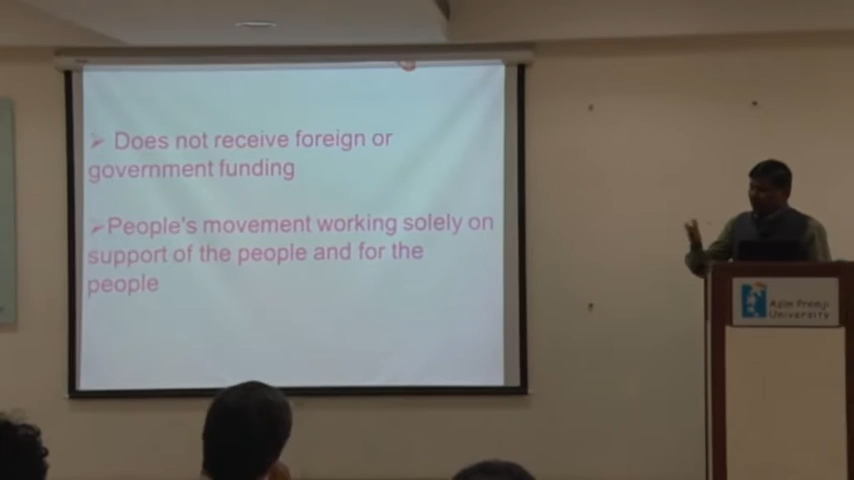 ➢ Does not receive foreign or
government funding
➢People's movement working solely on
support of the people and for the
people
Azim Premji
University